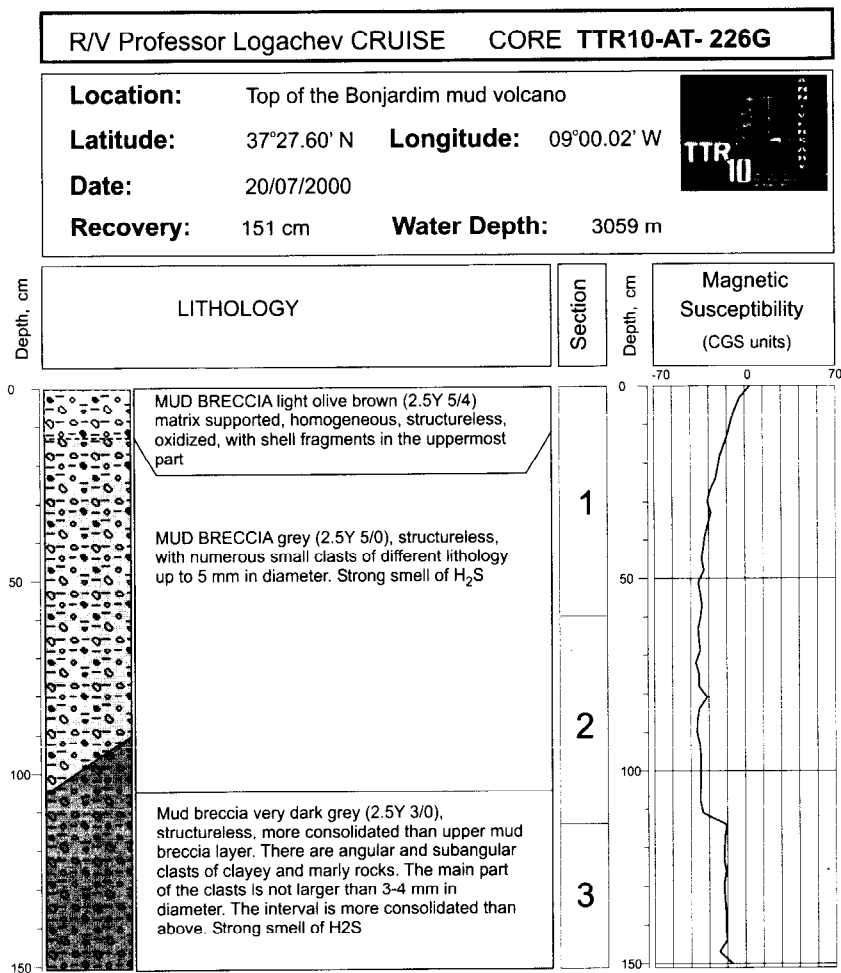 R/V Professor Logachev CRUISE CORE TTR10-AT- 226G
Location: Top of the Bonjardim mud volcano
Latitude: 37°27.60' N Longitude: 09°00.02' W
Date: 20/07/2000
Recovery: 151 cm Water Depth: 3059 m
TTR
10
Depth, cm
LITHOLOGY
Section
Depth, cm
Magnetic
Susceptibility
(CGS units)
-70 0 70
0
50
100
150
MUD BRECCIA light olive brown (2.5Y 5/4)
matrix supported, homogeneous, structureless,
oxidized, with shell fragments in the uppermost
part
MUD BRECCIA grey (2.5Y 5/0), structureless,
with numerous small clasts of different lithology
up to 5 mm in diameter. Strong smell of H2S
Mud breccia very dark grey (2.5Y 3/0),
structureless, more consolidated than upper mud
breccia layer. There are angular and subangular
clasts of clayey and marly rocks. The main part
of the clasts is not larger than 3-4 mm in
diameter. The interval is more consolidated than
above. Strong smell of H2S
1
2
3
0
50
100
150